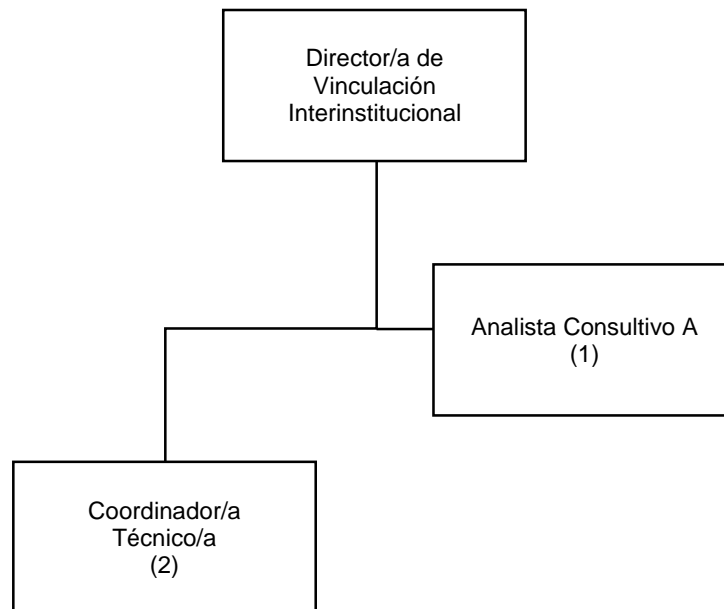 Director/a de
Vinculación
Interinstitucional
Analista Consultivo A
(1)
Coordinador/a
Técnico/a
(2)